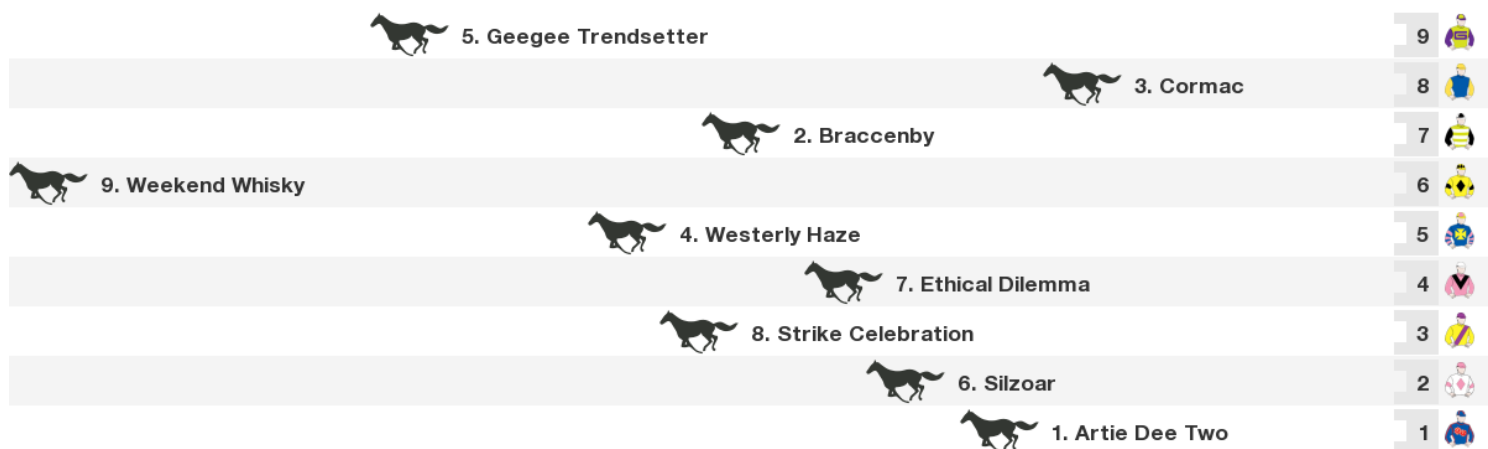 5. Geegee Trendsetter 9
3. Cormac 8
2. Braccenby 7
9. Weekend Whisky 6
4. Westerly Haze 5
7. Ethical Dilemma 4
8. Strike Celebration 3
6. Silzoar 2
1. Artie Dee Two 1